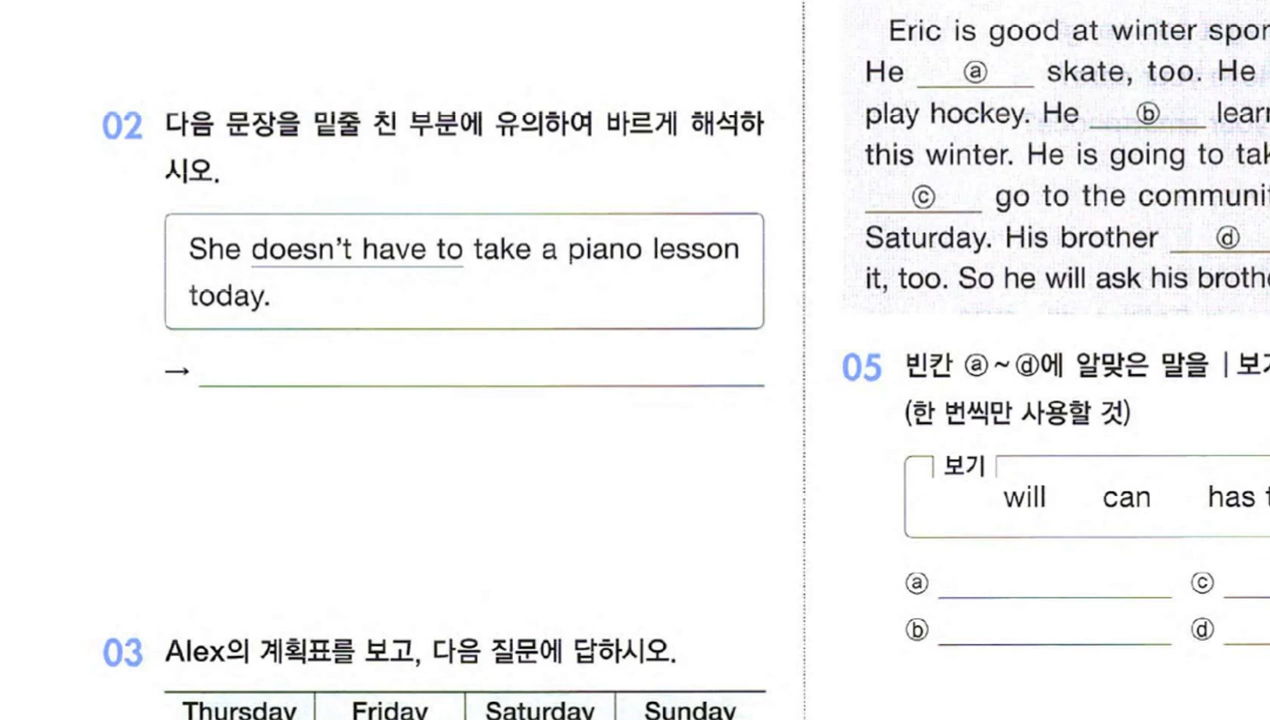 02 다음 문장을 밑줄 친 부분에 유의하여 바르게 해석하
시오.
She doesn't have to take a piano lesson
today.
→
03 Alex의 계획표를 보고, 다음 질문에 답하시오.
Thursday Friday Saturday Sunday
Eric is good at winter
He ⓐ skate, too. He
play hockey. He ⓑ
this winter. He is going to
ⓒ go to the
Saturday. His brother ⓓ
it, too. So he will ask his
05 빈칸 ⓐ~ⓓ에 알맞은 말을 |
(한 번씩만 사용할 것)
보기
will can has
ⓐ ⓒ
ⓑ ⓓ